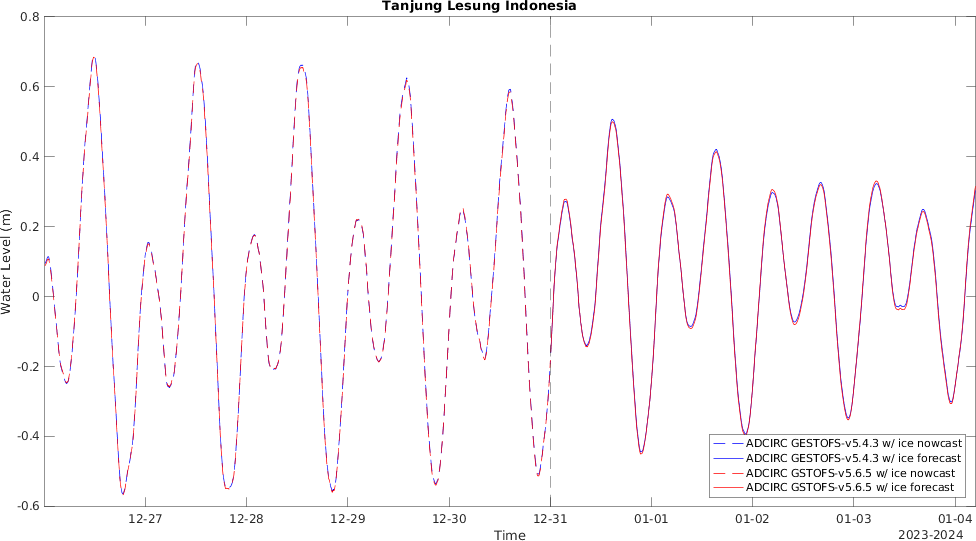 Tanjung Lesung Indonesia
0.8
0.6
0.4
0.2
0
-0.2
-0.4
-0.6
Water Level (m)
12-27 12-28 12-29 12-30 12-31 01-01 01-02 01-03 01-04
Time
2023-2024
ADCIRC GESTOFS-v5.4.3 w/ ice nowcast
ADCIRC GESTOFS-v5.4.3 w/ ice forecast
ADCIRC GSTOFS-v5.6.5 w/ ice nowcast
ADCIRC GSTOFS-v5.6.5 w/ ice forecast